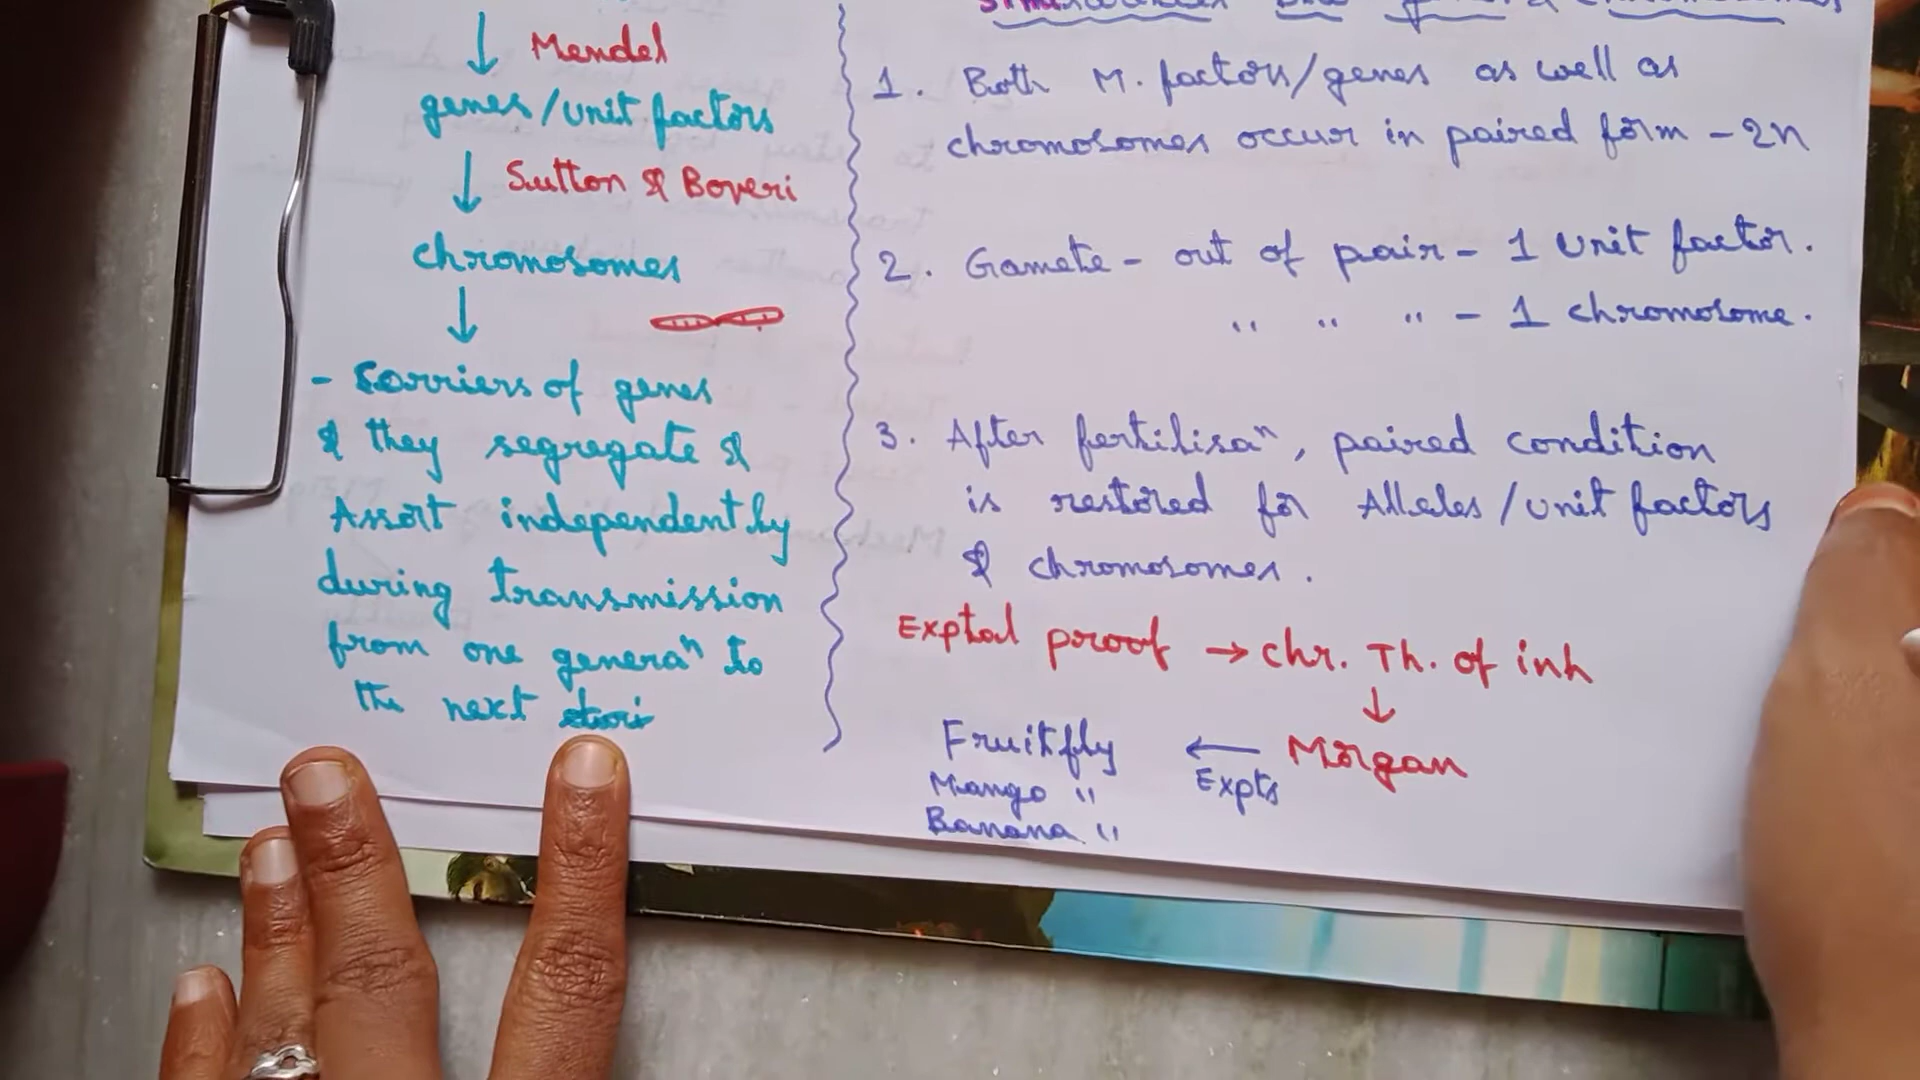 ↓ Mendel
genes/unit factors
↓ Sutton & Boveri
chromosomes
↓
- Carriers of genes
& they segregate &
Assort independently
during transmission
from one generaⁿ to
the next
1. Both M. factors/genes as well as
chromosomes occur in paired form - 2n
2. Gamete - out of pair - 1 unit factor.
" " " - 1 chromosome.
3. After fertilisaⁿ, paired condition
is restored for Alleles/unit factors
& chromosomes.
Exptal proof → chr. Th. of inh
↓
Fruitfly ← Morgan
Expts
Mango "
Banana "